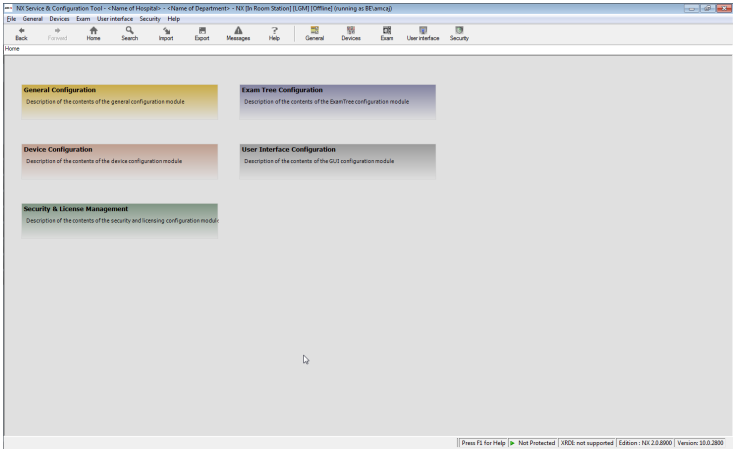 NX Service & Configuration Tool - <Name of Hospital> - <Name of Department> - NX [In Room Station] [LGM] [Offline] (running as BE\amcaj)
File General Devices Exam User interface Security Help
Back Forward Home Search Import Export Messages Help General Devices Exam User interface Security
Home
General Configuration
Description of the contents of the general configuration module
Exam Tree Configuration
Description of the contents of the ExamTree configuration module
Device Configuration
Description of the contents of the device configuration module
User Interface Configuration
Description of the contents of the GUI configuration module
Security & License Management
Description of the contents of the security and licensing configuration module
Press F1 for Help Not Protected XRDI: not supported Edition : NX 2.0.8900 Version: 10.0.2800